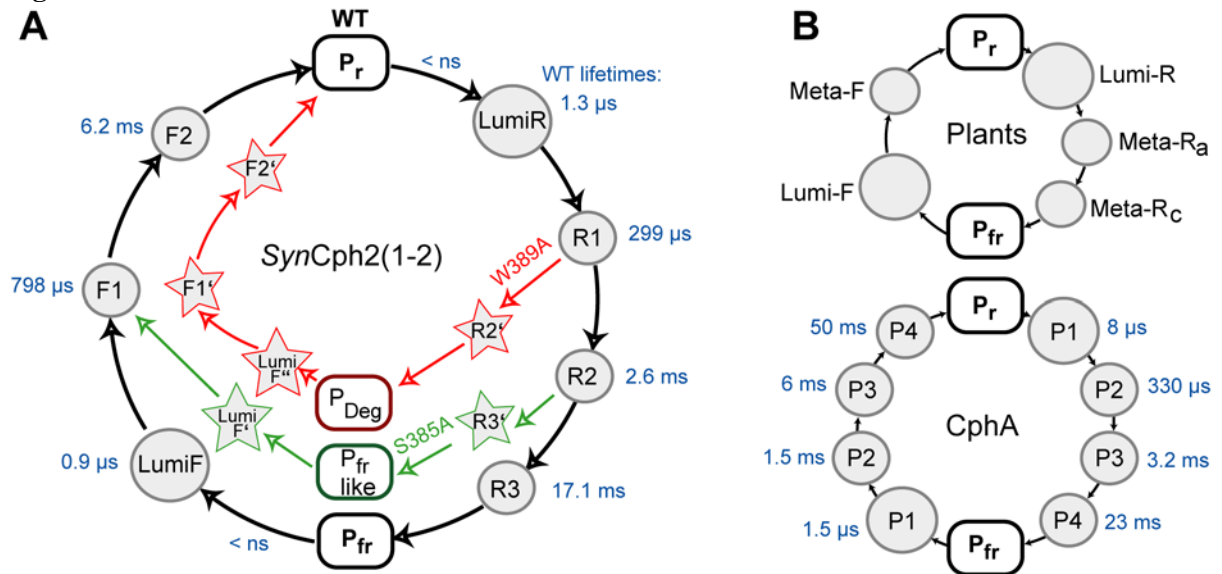 A
WT
Pr
< ns
WT lifetimes:
1.3 µs
LumiR
R1
299 µs
R2
2.6 ms
R3
17.1 ms
Pfr
< ns
LumiF
0.9 µs
F1
798 µs
F2
6.2 ms
SynCph2(1-2)
W389A
R2'
PDeg
Lumi
F"
F1'
F2'
S385A
R3'
Pfr
like
Lumi
F'
B
Pr
Lumi-R
Meta-Ra
Meta-Rc
Pfr
Lumi-F
Meta-F
Plants
Pr
P1
8 µs
P2
330 µs
P3
3.2 ms
P4
23 ms
Pfr
P1
1.5 µs
P2
1.5 ms
P3
6 ms
P4
50 ms
CphA